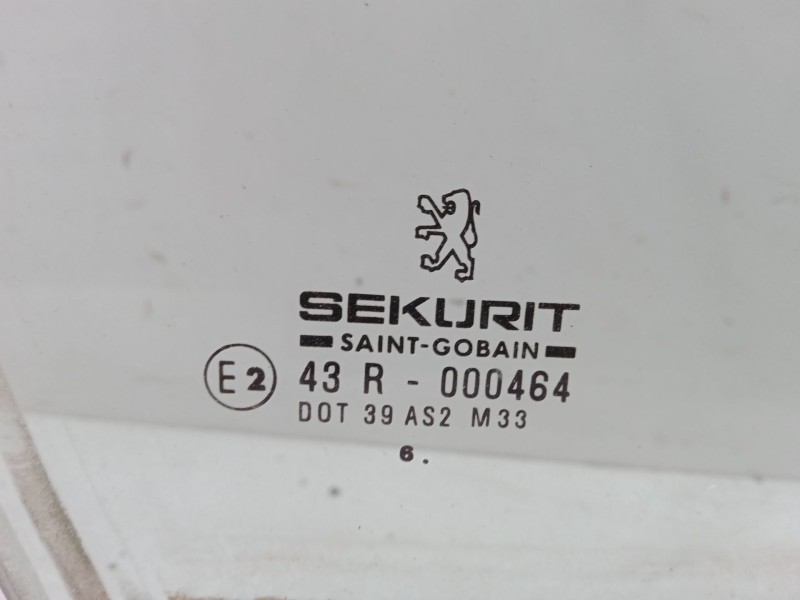 SEKURIT
SAINT-GOBAIN
E2 43 R - 000464
DOT 39 AS2 M33
6 .